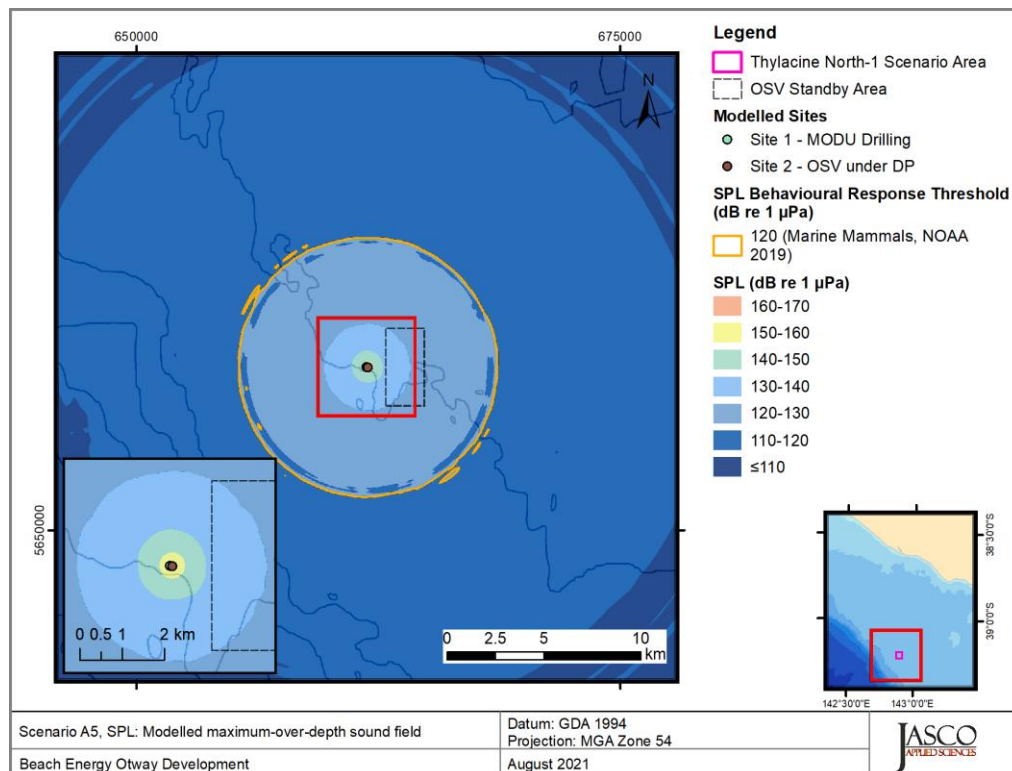 650000
675000
N
5650000
0 0.5 1 2 km
0 2.5 5 10
km
Legend
Thylacine North-1 Scenario Area
OSV Standby Area
Modelled Sites
Site 1 - MODU Drilling
Site 2 - OSV under DP
SPL Behavioural Response Threshold
(dB re 1 µPa)
120 (Marine Mammals, NOAA
2019)
SPL (dB re 1 µPa)
160-170
150-160
140-150
130-140
120-130
110-120
≤110
38°30'0"S
39°0'0"S
142°30'0"E
143°0'0"E
Scenario A5, SPL: Modelled maximum-over-depth sound field
Datum: GDA 1994
Projection: MGA Zone 54
Beach Energy Otway Development
August 2021
JASCO
APPLIED SCIENCES